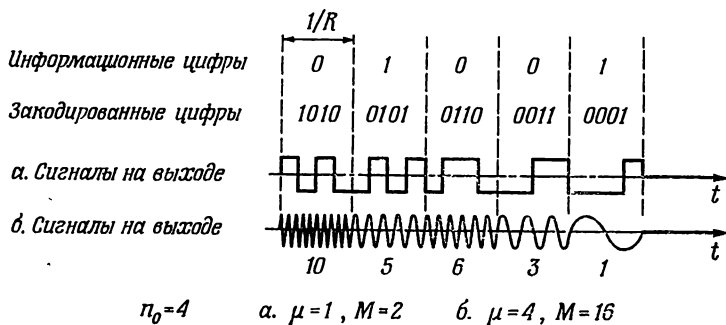 1/R
Информационные цифры 0 1 0 0 1
Закодированные цифры 1010 0101 0110 0011 0001
а. Сигналы на выходе t
б. Сигналы на выходе t
10 5 6 3 1
n₀=4 а. μ=1, M=2 б. μ=4, M=16